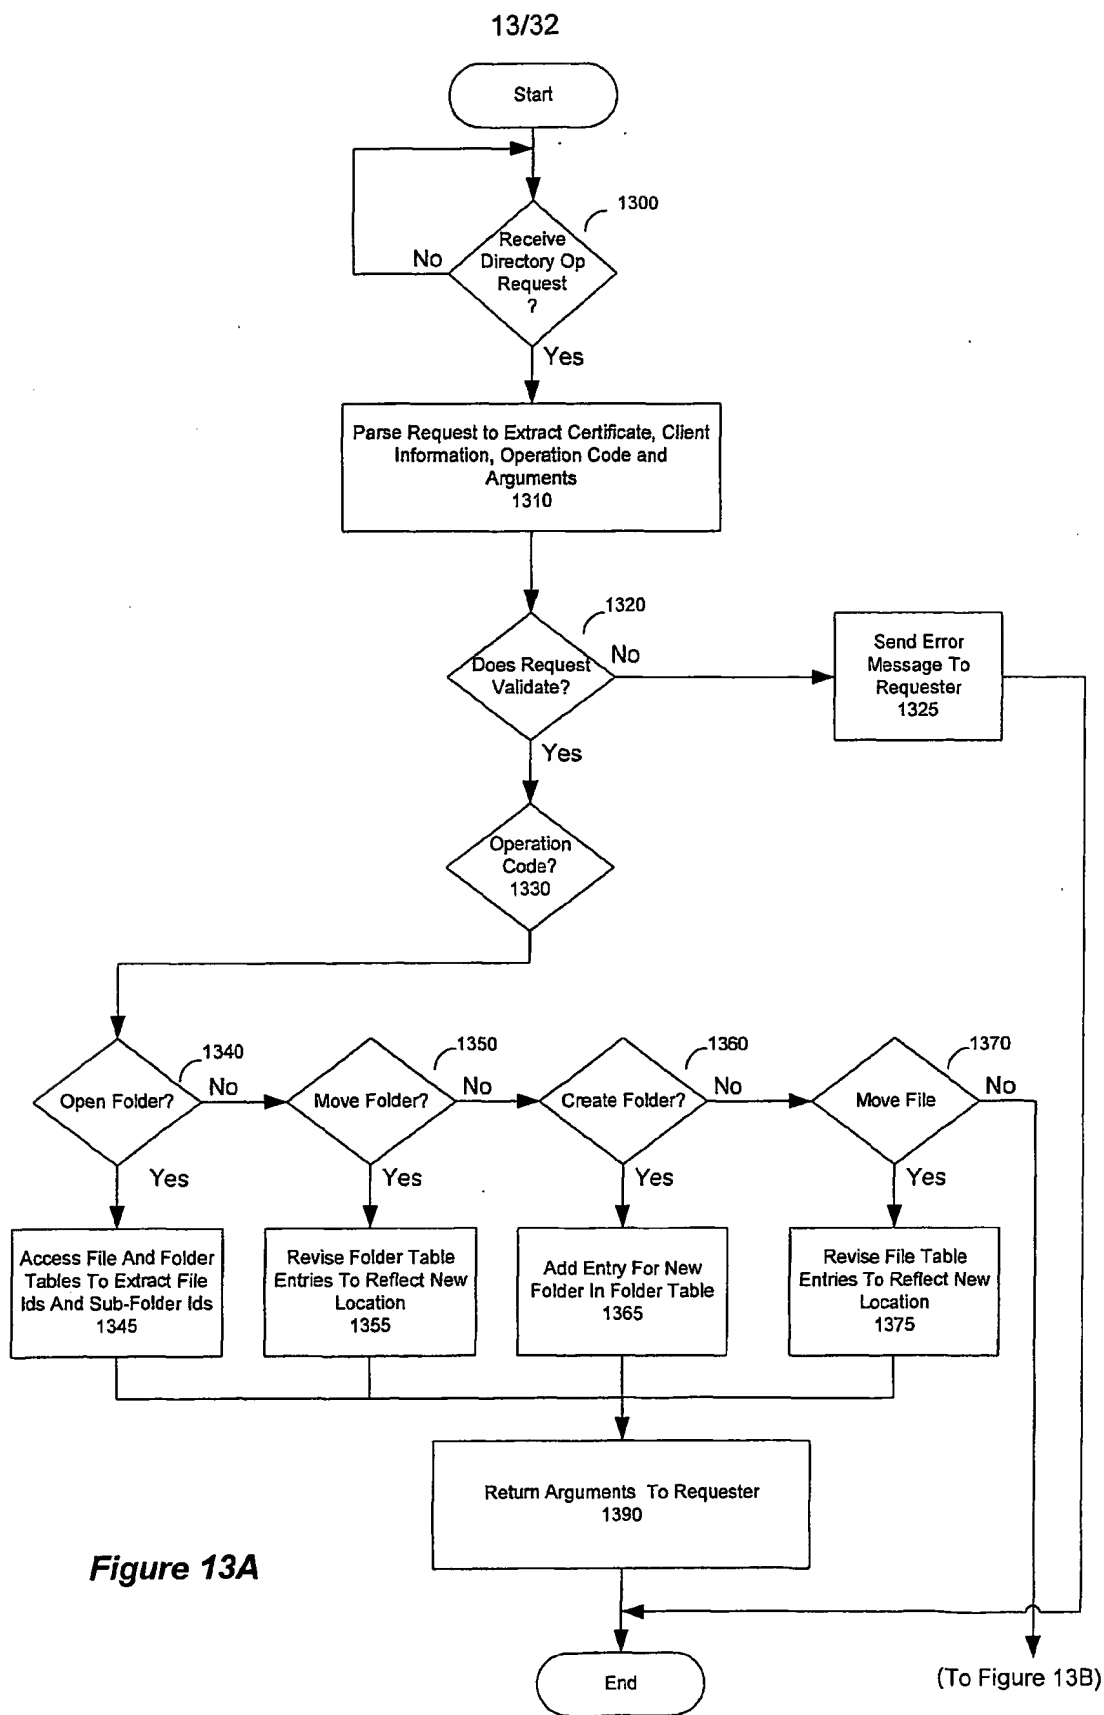 13/32
Start
1300
Receive
Directory Op
Request
?
No
Yes
Parse Request to Extract Certificate, Client
Information, Operation Code and
Arguments
1310
1320
Does Request
Validate?
No
Send Error
Message To
Requester
1325
Yes
Operation
Code?
1330
1340
Open Folder?
No
1350
Move Folder?
No
1360
Create Folder?
No
1370
Move File
No
Yes
Yes
Yes
Yes
Access File And Folder
Tables To Extract File
Ids And Sub-Folder Ids
1345
Revise Folder Table
Entries To Reflect New
Location
1355
Add Entry For New
Folder In Folder Table
1365
Revise File Table
Entries To Reflect New
Location
1375
Return Arguments To Requester
1390
Figure 13A
End
(To Figure 13B)